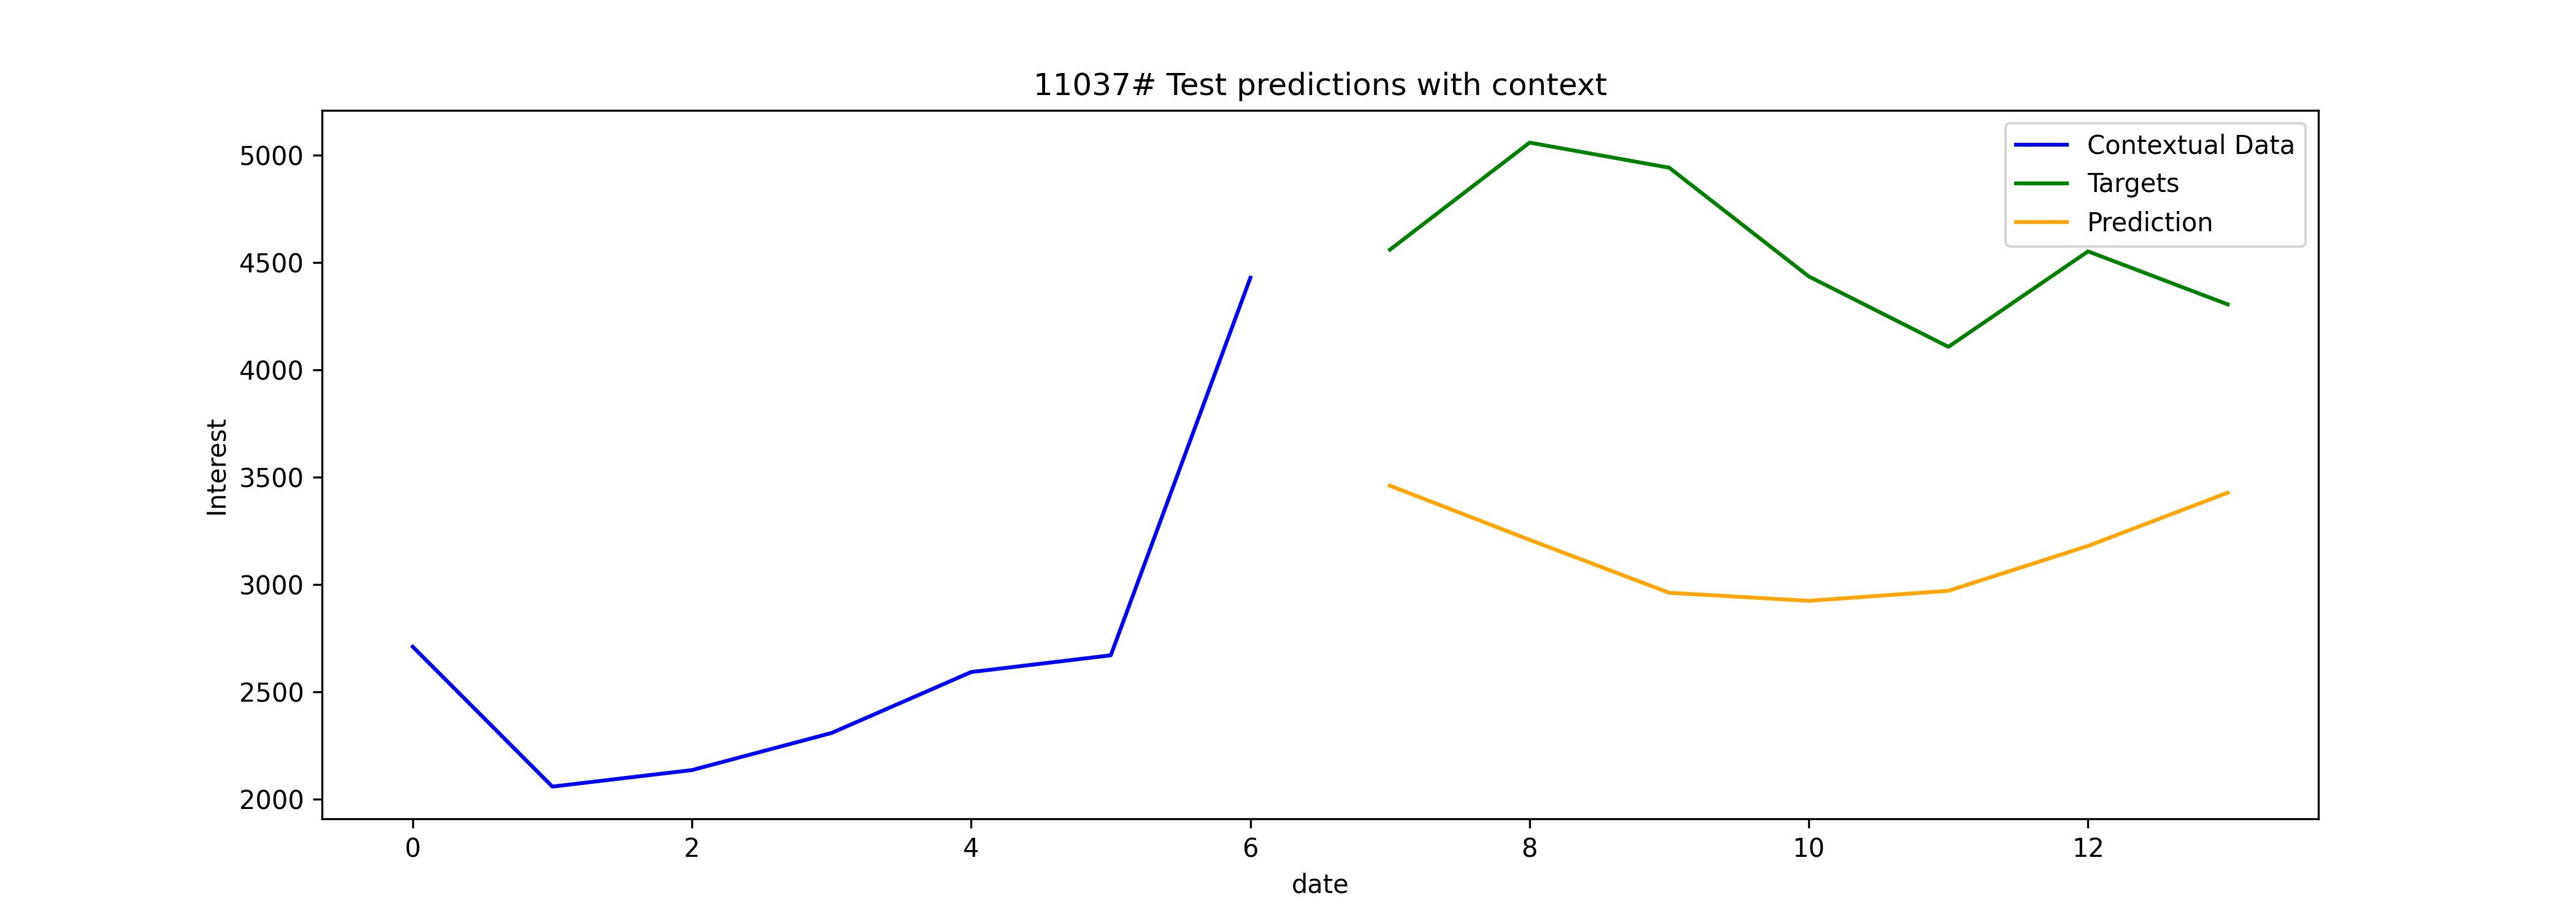 11037# Test predictions with context
Contextual Data
Targets
Prediction
Interest
5000
4500
4000
3500
3000
2500
2000
0 2 4 6 8 10 12
date